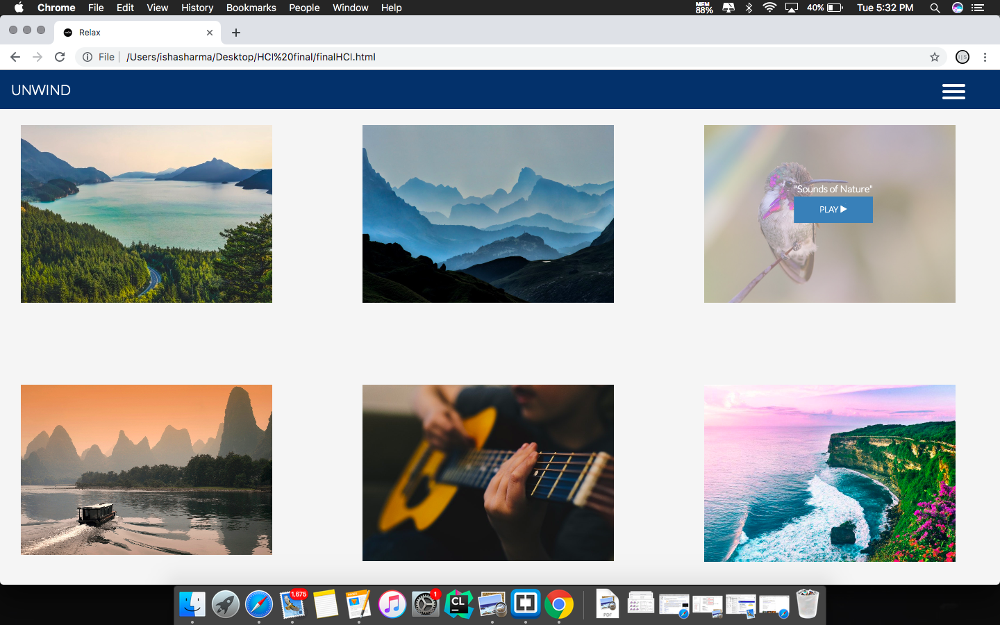 Chrome File Edit View History Bookmarks People Window Help MEM 88% 40% Tue 5:32 PM
Relax
File /Users/ishasharma/Desktop/HCI%20final/finalHCI.html
UNWIND
"Sounds of Nature"
PLAY
1,675
1
CL
PDF